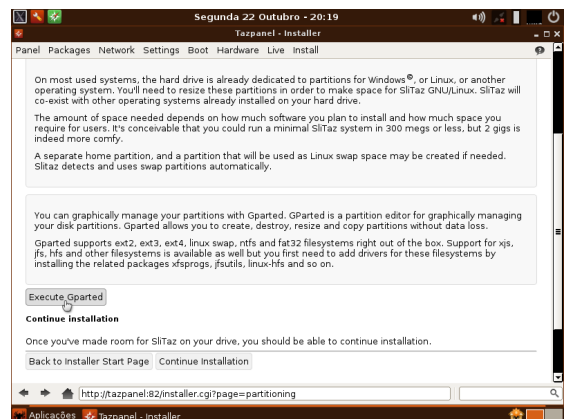 Segunda 22 Outubro - 20:19
Tazpanel - Installer
Panel Packages Network Settings Boot Hardware Live Install
On most used systems, the hard drive is already dedicated to partitions for Windows®, or Linux, or another
operating system. You'll need to resize these partitions in order to make space for SliTaz GNU/Linux. SliTaz will
co-exist with other operating systems already installed on your hard drive.
The amount of space needed depends on how much software you plan to install and how much space you
require for users. It's conceivable that you could run a minimal SliTaz system in 300 megs or less, but 2 gigs is
indeed more comfy.
A separate home partition, and a partition that will be used as Linux swap space may be created if needed.
Slitaz detects and uses swap partitions automatically.
You can graphically manage your partitions with Gparted. GParted is a partition editor for graphically managing
your disk partitions. Gparted allows you to create, destroy, resize and copy partitions without data loss.
Gparted supports ext2, ext3, ext4, linux swap, ntfs and fat32 filesystems right out of the box. Support for xjs,
jfs, hfs and other filesystems is available as well but you first need to add drivers for these filesystems by
installing the related packages xfsprogs, jfsutils, linux-hfs and so on.
Execute Gparted
Continue installation
Once you've made room for SliTaz on your drive, you should be able to continue installation.
Back to Installer Start Page Continue Installation
http://tazpanel:82/installer.cgi?page=partitioning
Aplicações Tazpanel - Installer